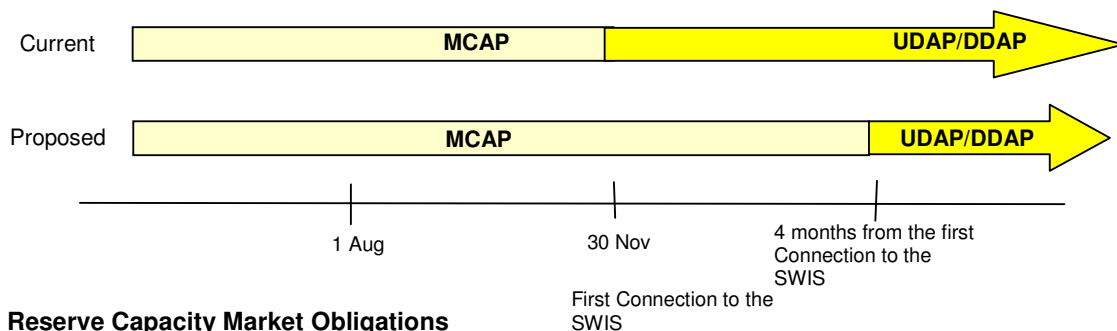 Current
MCAP
UDAP/DDAP
Proposed
MCAP
UDAP/DDAP
1 Aug
30 Nov
4 months from the first
Connection to the
SWIS
First Connection to the
SWIS
Reserve Capacity Market Obligations